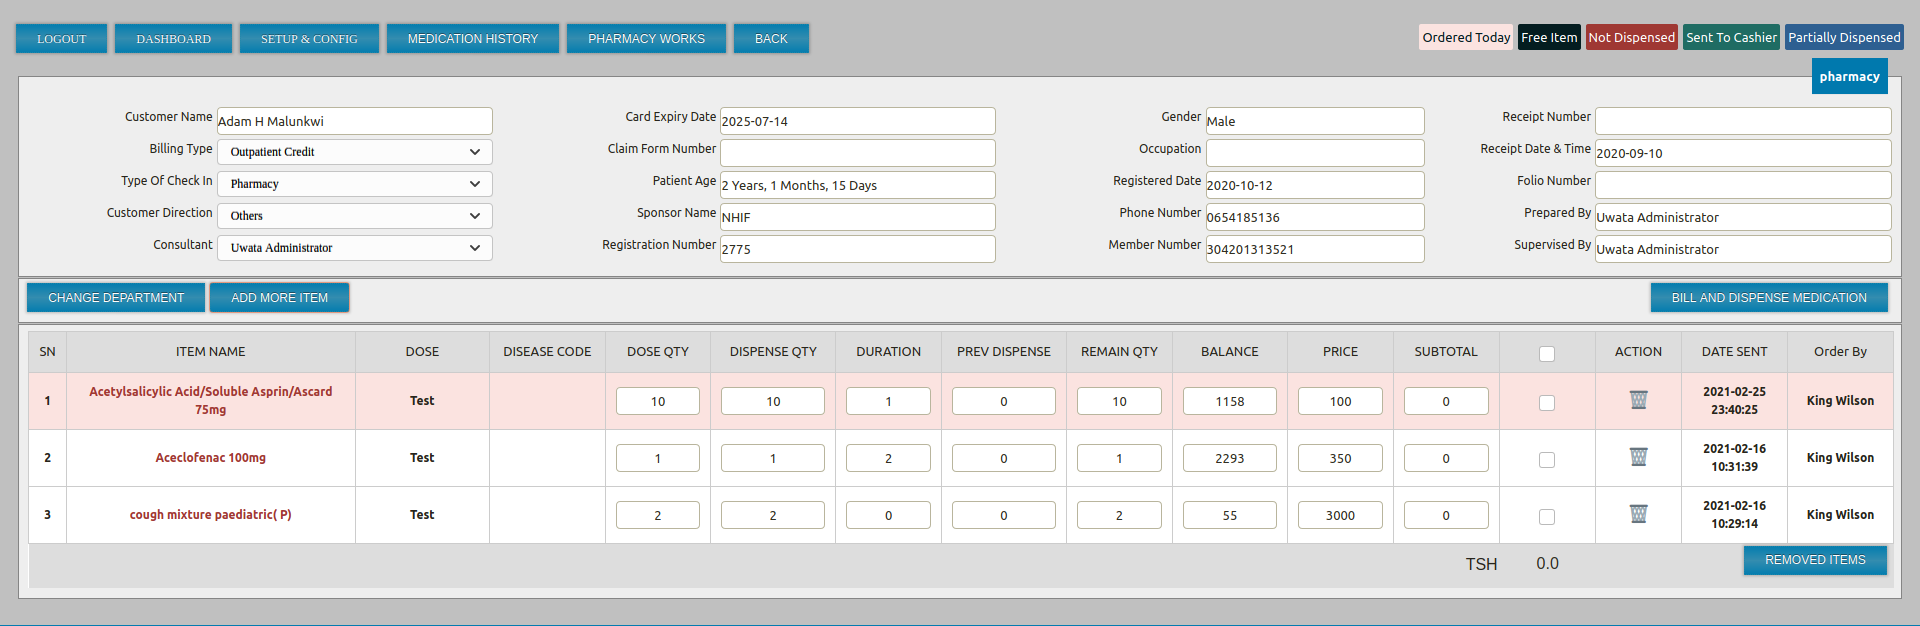 LOGOUT DASHBOARD SETUP & CONFIG MEDICATION HISTORY PHARMACY WORKS BACK Ordered Today Free Item Not Dispensed Sent To Cashier Partially Dispensed
pharmacy
Customer Name Adam H Malunkwi Card Expiry Date 2025-07-14 Gender Male Receipt Number
Billing Type Outpatient Credit Claim Form Number Occupation Receipt Date & Time 2020-09-10
Type Of Check In Pharmacy Patient Age 2 Years, 1 Months, 15 Days Registered Date 2020-10-12 Folio Number
Customer Direction Others Sponsor Name NHIF Phone Number 0654185136 Prepared By Uwata Administrator
Consultant Uwata Administrator Registration Number 2775 Member Number 304201313521 Supervised By Uwata Administrator
CHANGE DEPARTMENT ADD MORE ITEM BILL AND DISPENSE MEDICATION
SN ITEM NAME DOSE DISEASE CODE DOSE QTY DISPENSE QTY DURATION PREV DISPENSE REMAIN QTY BALANCE PRICE SUBTOTAL ACTION DATE SENT Order By
1 Acetylsalicylic Acid/Soluble Asprin/Ascard 75mg Test 10 10 1 0 10 1158 100 0 2021-02-25 23:40:25 King Wilson
2 Aceclofenac 100mg Test 1 1 2 0 1 2293 350 0 2021-02-16 10:31:39 King Wilson
3 cough mixture paediatric( P) Test 2 2 0 0 2 55 3000 0 2021-02-16 10:29:14 King Wilson
TSH 0.0 REMOVED ITEMS